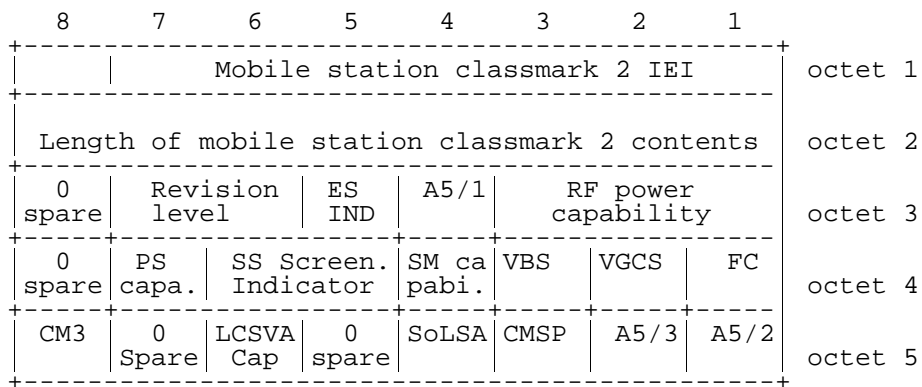 8 7 6 5 4 3 2 1
Mobile station classmark 2 IEI octet 1
Length of mobile station classmark 2 contents octet 2
0 Revision ES A5/1 RF power
spare level IND capability octet 3
0 PS SS Screen. SM ca VBS VGCS FC
spare capa. Indicator pabi. octet 4
CM3 0 LCSVA 0 SoLSA CMSP A5/3 A5/2
Spare Cap spare octet 5